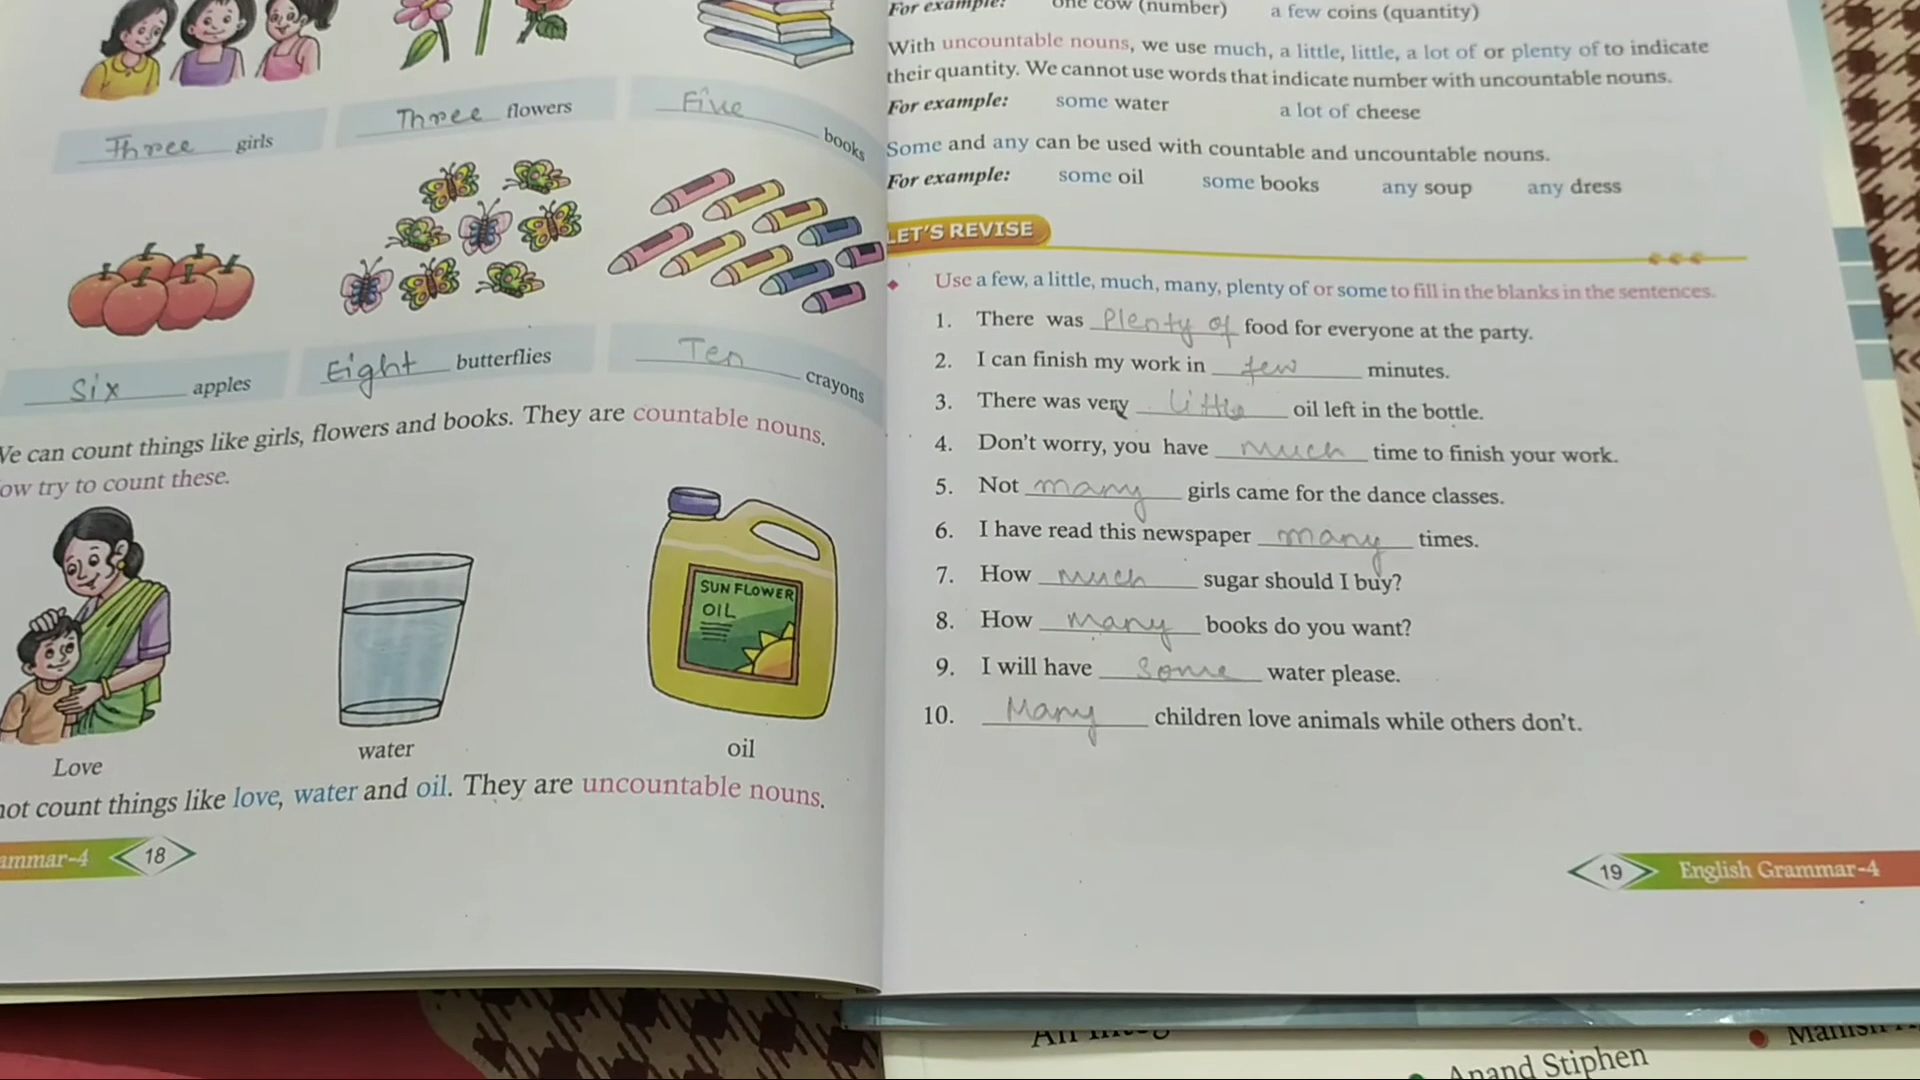 Three girls
Three flowers
Five books
Six apples
Eight butterflies
Ten crayons
We can count things like girls, flowers and books. They are countable nouns.
ow try to count these.
SUN FLOWER
OIL
Love
water
oil
not count things like love, water and oil. They are uncountable nouns.
ammar-4 18
For example: one cow (number) a few coins (quantity)
With uncountable nouns, we use much, a little, little, a lot of or plenty of to indicate
their quantity. We cannot use words that indicate number with uncountable nouns.
For example: some water a lot of cheese
Some and any can be used with countable and uncountable nouns.
For example: some oil some books any soup any dress
LET'S REVISE
Use a few, a little, much, many, plenty of or some to fill in the blanks in the sentences.
1. There was Plenty of food for everyone at the party.
2. I can finish my work in few minutes.
3. There was very little oil left in the bottle.
4. Don't worry, you have much time to finish your work.
5. Not many girls came for the dance classes.
6. I have read this newspaper many times.
7. How much sugar should I buy?
8. How many books do you want?
9. I will have some water please.
10. Many children love animals while others don't.
19 English Grammar-4
Anand Stiphen